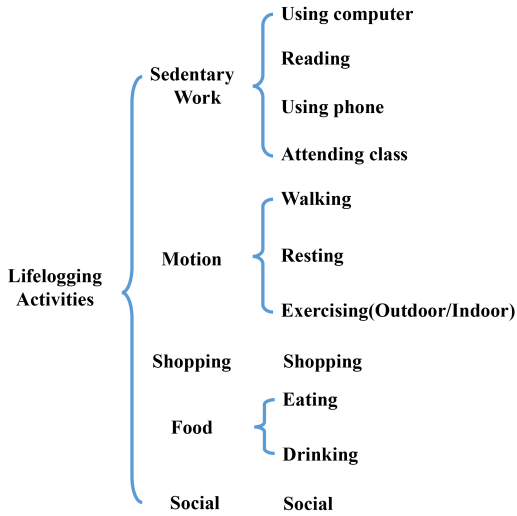 Lifelogging
Activities
Sedentary
Work
Using computer
Reading
Using phone
Attending class
Motion
Walking
Resting
Exercising(Outdoor/Indoor)
Shopping
Shopping
Food
Eating
Drinking
Social
Social